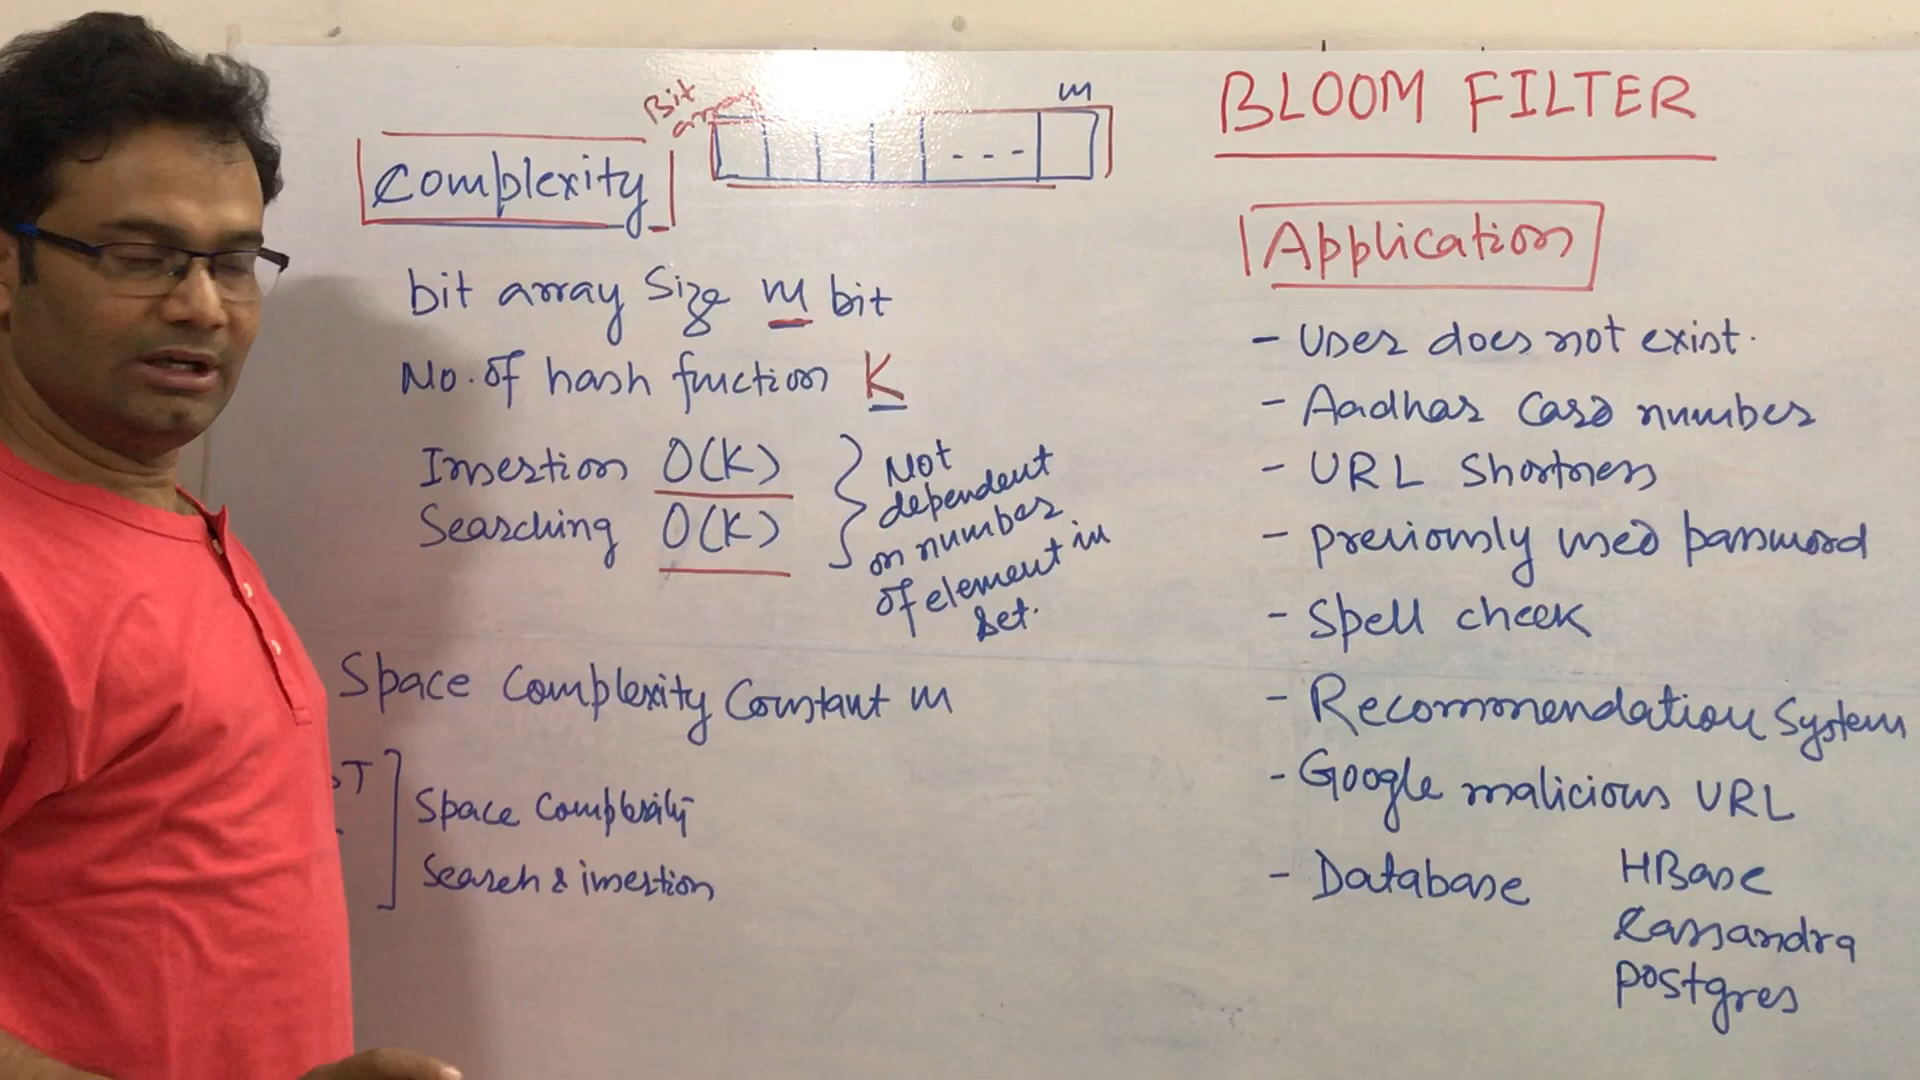 BLOOM FILTER
Bit
array
m
Complexity
bit array Size m bit
No. of hash function K
Insertion O(K)
Searching O(K)
Not
dependent
on number
of element in
set.
Space Complexity Constant m
T
Space Complexity
Search & insertion
Application
- User does not exist.
- Aadhar Card number
- URL Shortners
- previously used password
- Spell check
- Recommendation System
- Google malicious URL
- Database HBase
Cassandra
postgres